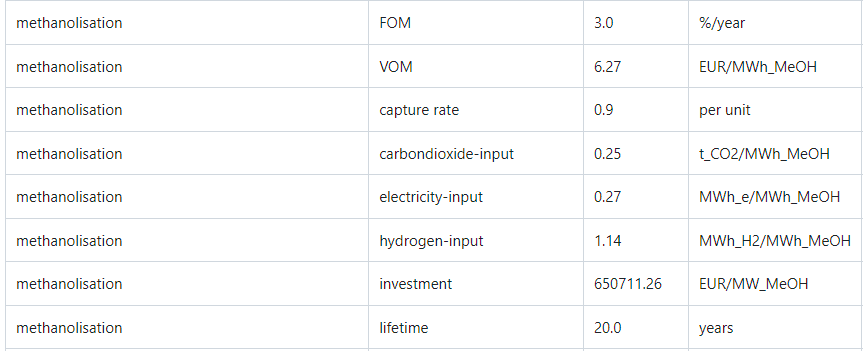 methanolisation FOM 3.0 %/year
methanolisation VOM 6.27 EUR/MWh_MeOH
methanolisation capture rate 0.9 per unit
methanolisation carbondioxide-input 0.25 t_CO2/MWh_MeOH
methanolisation electricity-input 0.27 MWh_e/MWh_MeOH
methanolisation hydrogen-input 1.14 MWh_H2/MWh_MeOH
methanolisation investment 650711.26 EUR/MW_MeOH
methanolisation lifetime 20.0 years